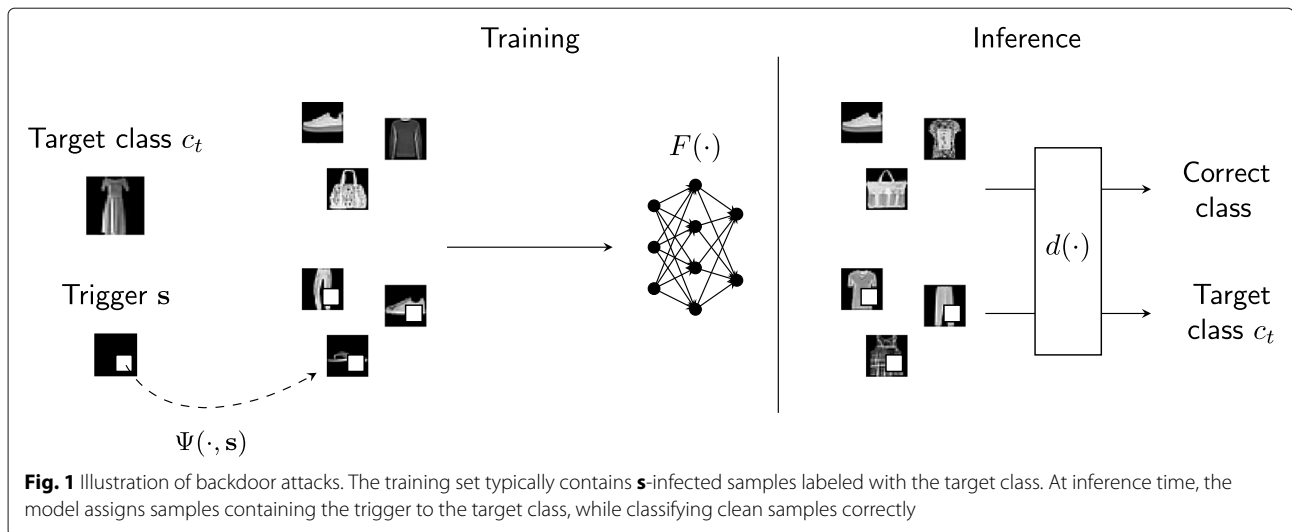 Training
Inference
Target class c_t
F(·)
Correct
class
Trigger s
d(·)
Target
class c_t
Ψ(·, s)
Fig. 1 Illustration of backdoor attacks. The training set typically contains s-infected samples labeled with the target class. At inference time, the
model assigns samples containing the trigger to the target class, while classifying clean samples correctly